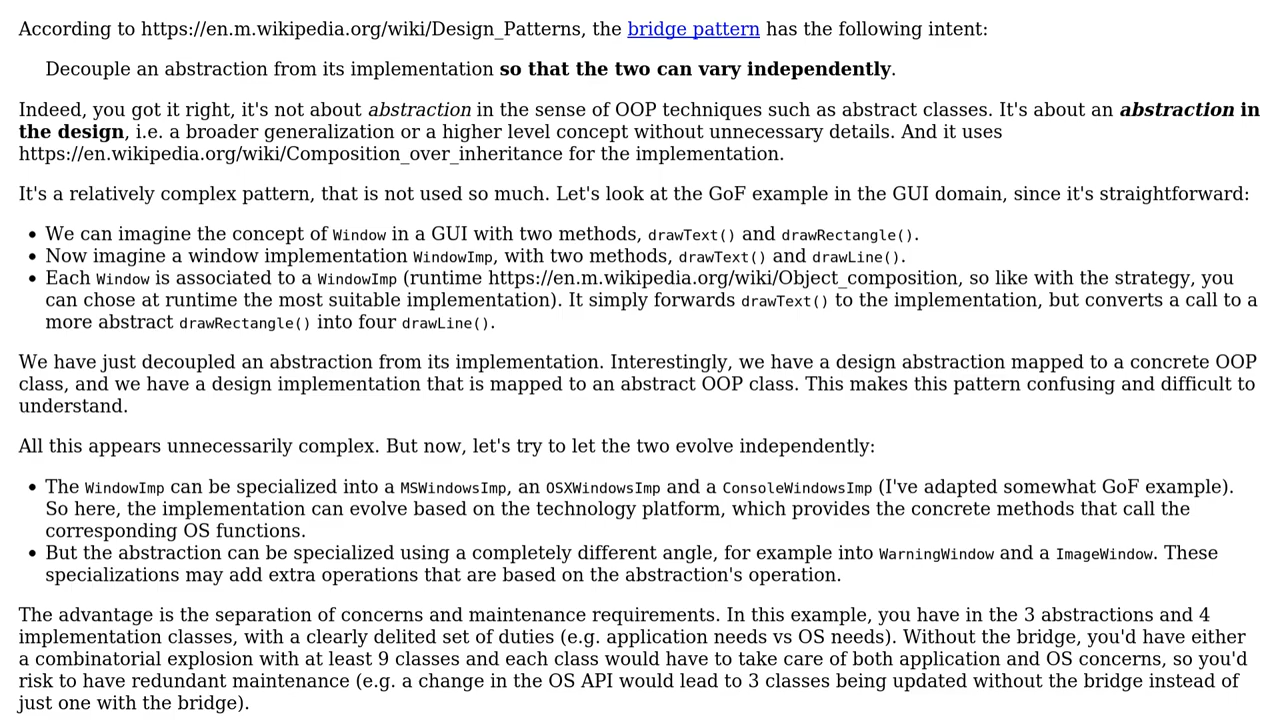 According to https://en.m.wikipedia.org/wiki/Design_Patterns, the bridge pattern has the following intent:
Decouple an abstraction from its implementation so that the two can vary independently.
Indeed, you got it right, it's not about abstraction in the sense of OOP techniques such as abstract classes. It's about an abstraction in
the design, i.e. a broader generalization or a higher level concept without unnecessary details. And it uses
https://en.wikipedia.org/wiki/Composition_over_inheritance for the implementation.
It's a relatively complex pattern, that is not used so much. Let's look at the GoF example in the GUI domain, since it's straightforward:
• We can imagine the concept of Window in a GUI with two methods, drawText() and drawRectangle().
• Now imagine a window implementation WindowImp, with two methods, drawText() and drawLine().
• Each Window is associated to a WindowImp (runtime https://en.m.wikipedia.org/wiki/Object_composition, so like with the strategy, you
can chose at runtime the most suitable implementation). It simply forwards drawText() to the implementation, but converts a call to a
more abstract drawRectangle() into four drawLine().
We have just decoupled an abstraction from its implementation. Interestingly, we have a design abstraction mapped to a concrete OOP
class, and we have a design implementation that is mapped to an abstract OOP class. This makes this pattern confusing and difficult to
understand.
All this appears unnecessarily complex. But now, let's try to let the two evolve independently:
• The WindowImp can be specialized into a MSWindowsImp, an OSXWindowsImp and a ConsoleWindowsImp (I've adapted somewhat GoF example).
So here, the implementation can evolve based on the technology platform, which provides the concrete methods that call the
corresponding OS functions.
• But the abstraction can be specialized using a completely different angle, for example into WarningWindow and a ImageWindow. These
specializations may add extra operations that are based on the abstraction's operation.
The advantage is the separation of concerns and maintenance requirements. In this example, you have in the 3 abstractions and 4
implementation classes, with a clearly delited set of duties (e.g. application needs vs OS needs). Without the bridge, you'd have either
a combinatorial explosion with at least 9 classes and each class would have to take care of both application and OS concerns, so you'd
risk to have redundant maintenance (e.g. a change in the OS API would lead to 3 classes being updated without the bridge instead of
just one with the bridge).